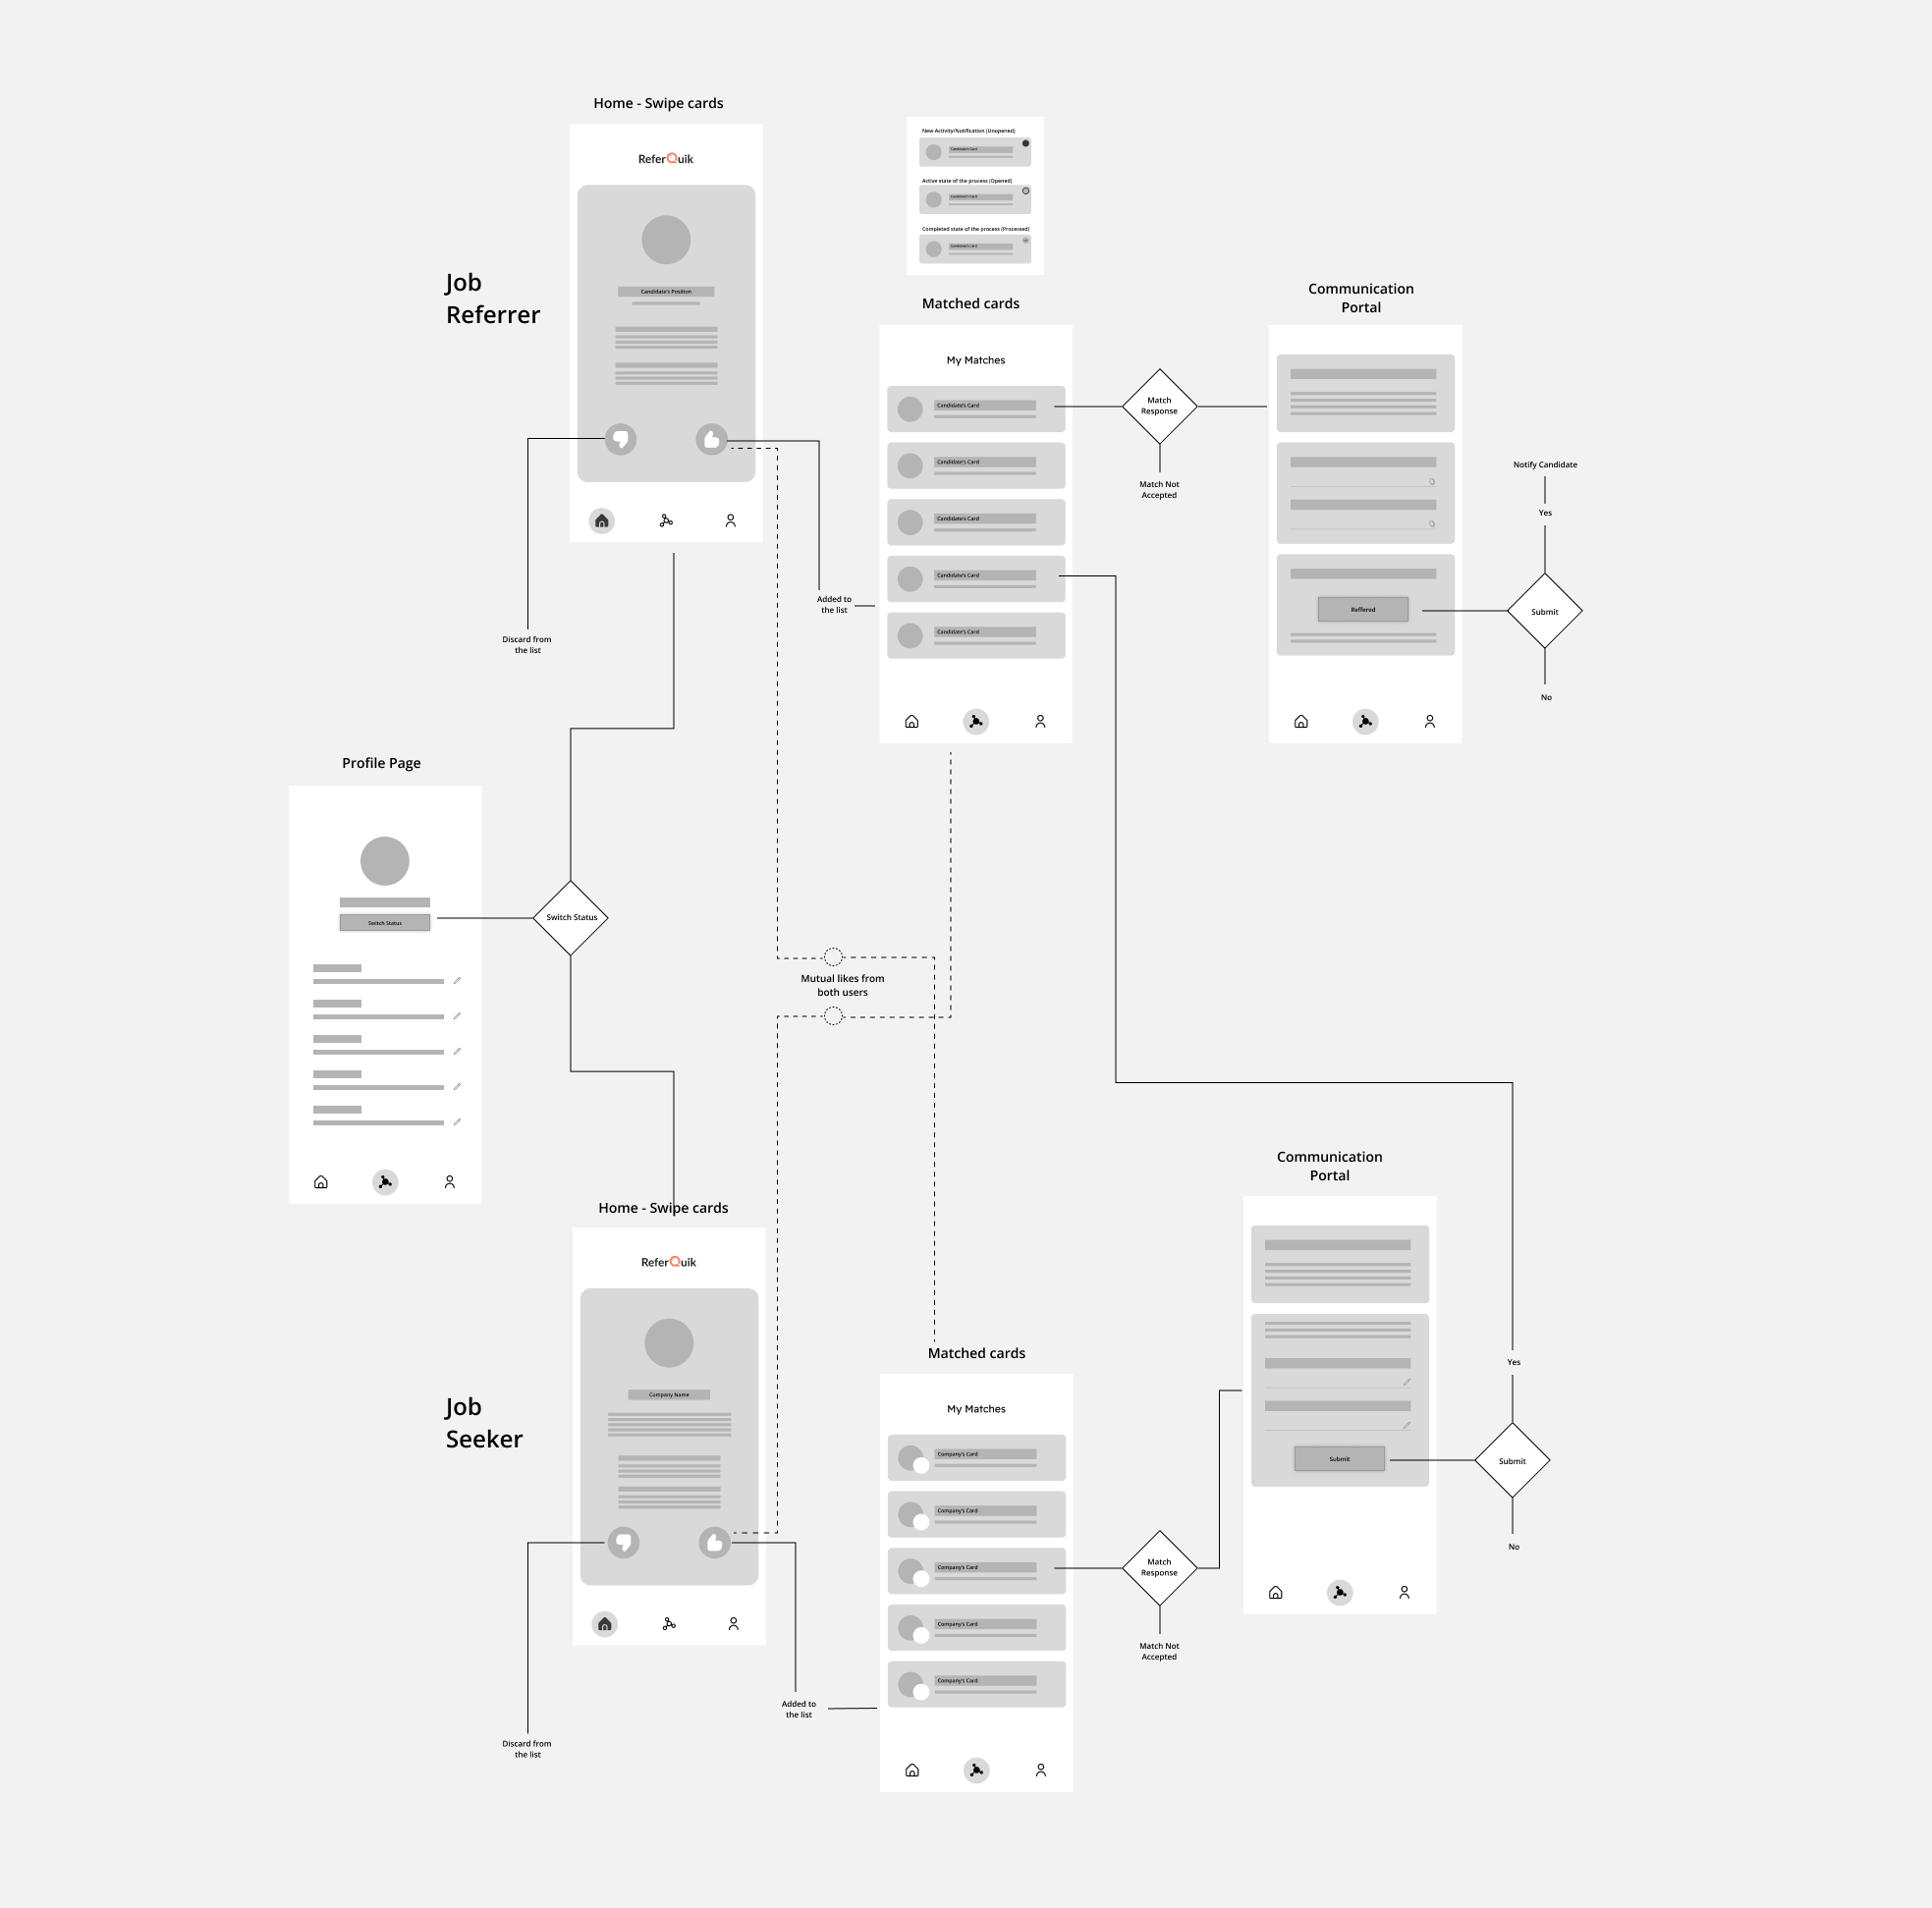 Home - Swipe cards
ReferQuik
Candidate's Position
Job
Referrer
Discard from
the list
Added to
the list
New Activity/Notification (Unopened)
Candidate's Card
Active state of the process (Opened)
Candidate's Card
Completed state of the process (Processed)
Candidate's Card
Matched cards
My Matches
Candidate's Card
Candidate's Card
Candidate's Card
Candidate's Card
Candidate's Card
Match
Response
Match Not
Accepted
Communication
Portal
Reffered
Notify Candidate
Yes
Submit
No
Profile Page
Switch Status
Switch Status
Mutual likes from
both users
Home - Swipe cards
ReferQuik
Company Name
Job
Seeker
Discard from
the list
Added to
the list
Matched cards
My Matches
Company's Card
Company's Card
Company's Card
Company's Card
Company's Card
Match
Response
Match Not
Accepted
Communication
Portal
Submit
Yes
Submit
No